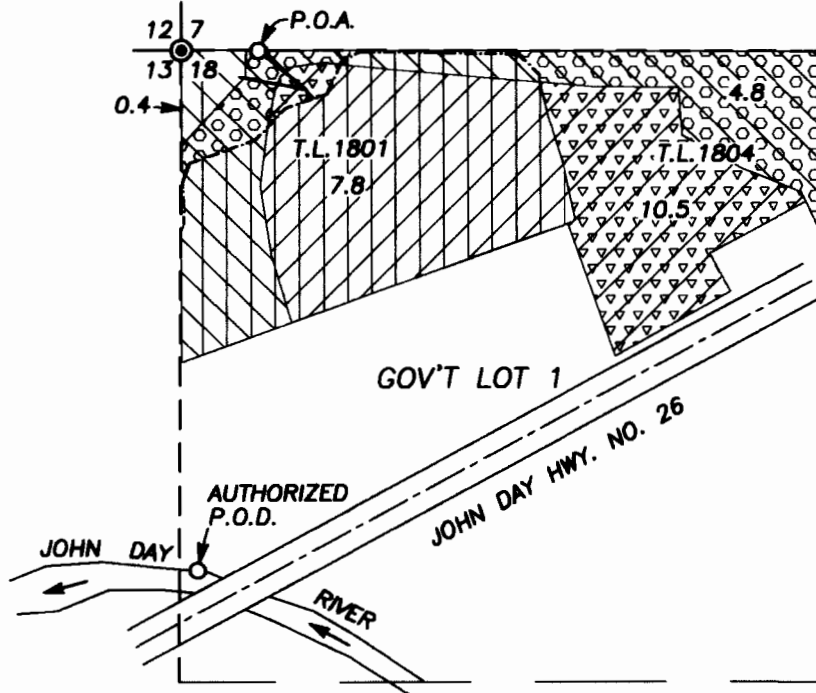 12 7
P.O.A.
13 18
0.4
4.8
T.L.1801
7.8
T.L.1804
10.5
GOV'T LOT 1
JOHN DAY HWY. NO. 26
AUTHORIZED
P.O.D.
JOHN DAY
RIVER